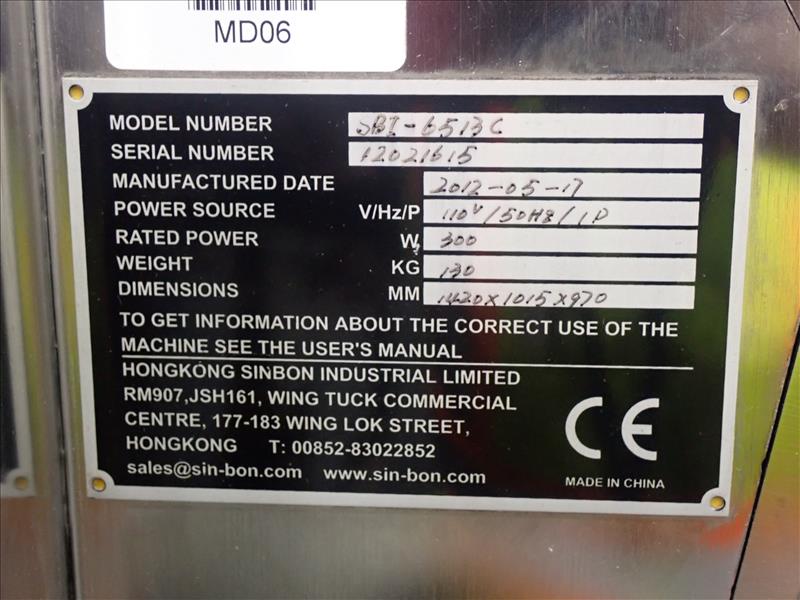 MD06
MODEL NUMBER SBI-6513C
SERIAL NUMBER 12021615
MANUFACTURED DATE 2012-05-17
POWER SOURCE V/Hz/P 110V/50Hz/1P
RATED POWER W 300
WEIGHT KG 130
DIMENSIONS MM 1420x1015x970
TO GET INFORMATION ABOUT THE CORRECT USE OF THE
MACHINE SEE THE USER'S MANUAL
HONGKONG SINBON INDUSTRIAL LIMITED
RM907,JSH161, WING TUCK COMMERCIAL
CENTRE, 177-183 WING LOK STREET,
HONGKONG T: 00852-83022852
sales@sin-bon.com www.sin-bon.com
CE
MADE IN CHINA